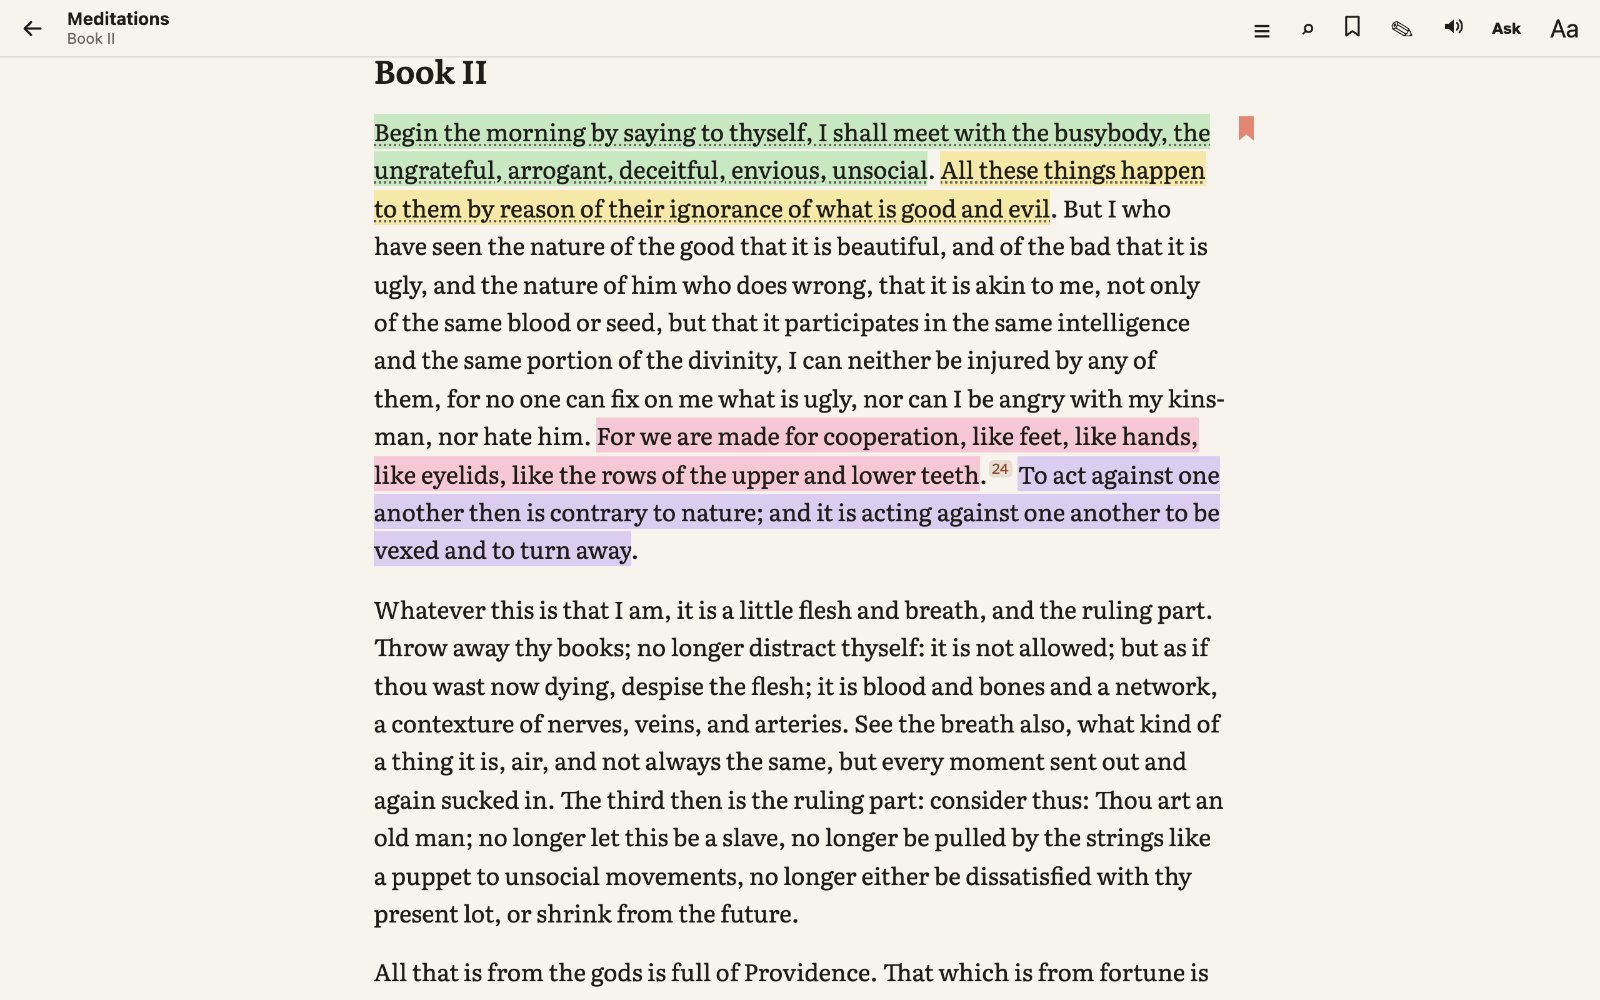 Meditations
Book II
Ask
Aa
Book II
Begin the morning by saying to thyself, I shall meet with the busybody, the
ungrateful, arrogant, deceitful, envious, unsocial. All these things happen
to them by reason of their ignorance of what is good and evil. But I who
have seen the nature of the good that it is beautiful, and of the bad that it is
ugly, and the nature of him who does wrong, that it is akin to me, not only
of the same blood or seed, but that it participates in the same intelligence
and the same portion of the divinity, I can neither be injured by any of
them, for no one can fix on me what is ugly, nor can I be angry with my kins-
man, nor hate him. For we are made for cooperation, like feet, like hands,
like eyelids, like the rows of the upper and lower teeth. 24 To act against one
another then is contrary to nature; and it is acting against one another to be
vexed and to turn away.
Whatever this is that I am, it is a little flesh and breath, and the ruling part.
Throw away thy books; no longer distract thyself: it is not allowed; but as if
thou wast now dying, despise the flesh; it is blood and bones and a network,
a contexture of nerves, veins, and arteries. See the breath also, what kind of
a thing it is, air, and not always the same, but every moment sent out and
again sucked in. The third then is the ruling part: consider thus: Thou art an
old man; no longer let this be a slave, no longer be pulled by the strings like
a puppet to unsocial movements, no longer either be dissatisfied with thy
present lot, or shrink from the future.
All that is from the gods is full of Providence. That which is from fortune is